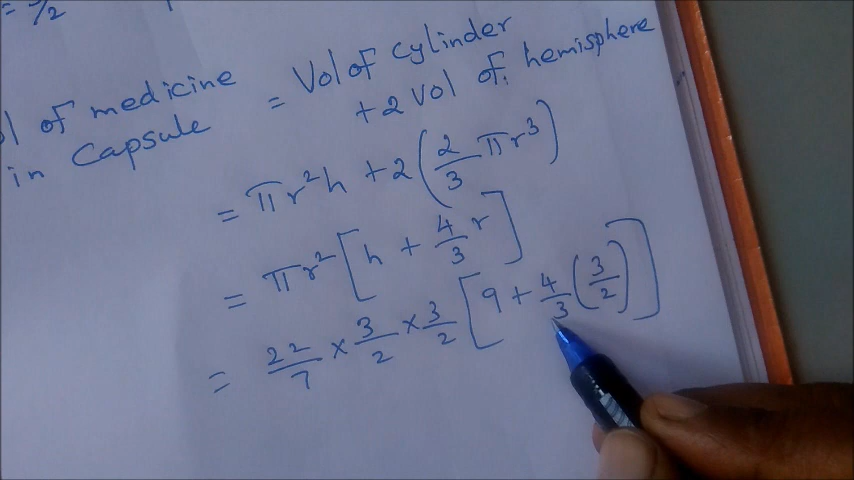 = 3/2
Vol of cylinder
l of medicine = + 2 vol of hemisphere
in Capsule
= πr²h + 2(2/3 πr³)
= πr²[h + 4/3 r]
= 22/7 × 3/2 × 3/2 [9 + 4/3 (3/2)]